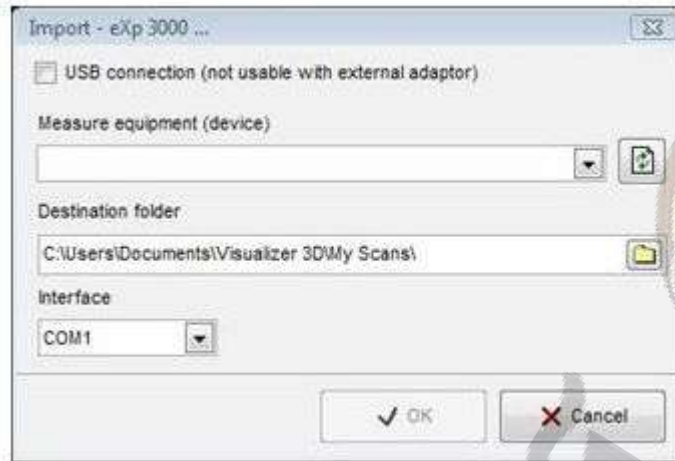 Import - eXp 3000 ...
USB connection (not usable with external adaptor)
Measure equipment (device)
Destination folder
C:\Users\Documents\Visualizer 3D\My Scans\
Interface
COM1
OK
Cancel